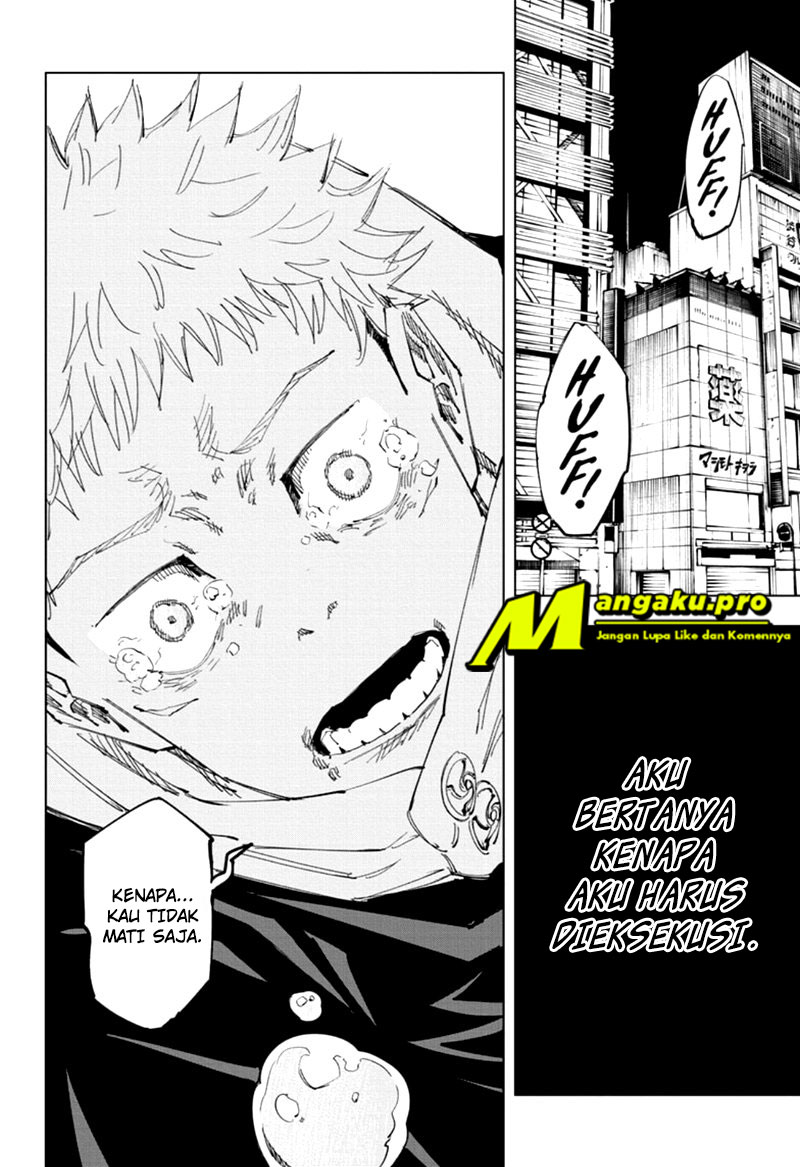 HUFF!
HUFF!
薬
マシモトキヨラ
Mangaku.pro
Jangan Lupa Like dan Komennya
AKU
BERTANYA
KENAPA
AKU HARUS
DIEKSEKUSI.
KENAPA...
KAU TIDAK
MATI SAJA.